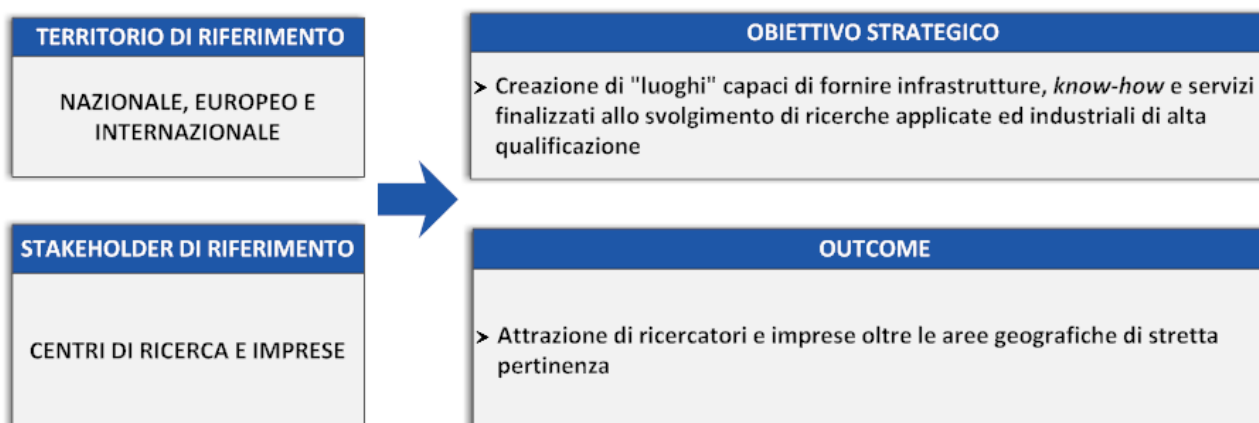 TERRITORIO DI RIFERIMENTO
NAZIONALE, EUROPEO E
INTERNAZIONALE
STAKEHOLDER DI RIFERIMENTO
CENTRI DI RICERCA E IMPRESE
OBIETTIVO STRATEGICO
➤ Creazione di "luoghi" capaci di fornire infrastrutture, know-how e servizi
finalizzati allo svolgimento di ricerche applicate ed industriali di alta
qualificazione
OUTCOME
➤ Attrazione di ricercatori e imprese oltre le aree geografiche di stretta
pertinenza